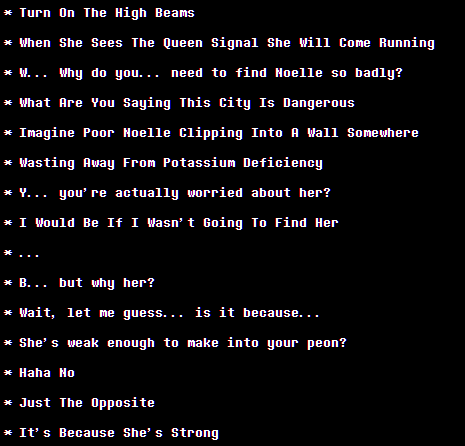 * Turn On The High Beams
* When She Sees The Queen Signal She Will Come Running
* W... Why do you... need to find Noelle so badly?
* What Are You Saying This City Is Dangerous
* Imagine Poor Noelle Clipping Into A Wall Somewhere
* Wasting Away From Potassium Deficiency
* Y... you're actually worried about her?
* I Would Be If I Wasn't Going To Find Her
* ...
* B... but why her?
* Wait, let me guess... is it because...
* She's weak enough to make into your peon?
* Haha No
* Just The Opposite
* It's Because She's Strong